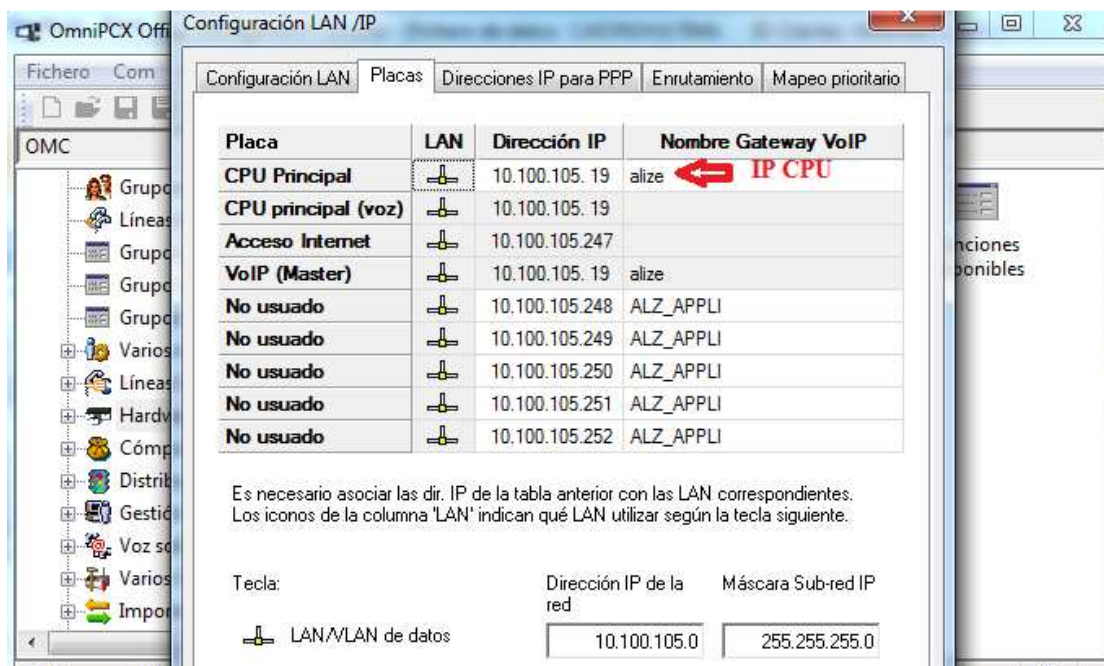 OmniPCX Offi
Configuración LAN /IP
Fichero Com
Configuración LAN Placas Direcciones IP para PPP Enrutamiento Mapeo prioritario
OMC
Placa LAN Dirección IP Nombre Gateway VoIP
CPU Principal 10.100.105. 19 alize IP CPU
CPU principal (voz) 10.100.105. 19
Acceso Internet 10.100.105.247
VoIP (Master) 10.100.105. 19 alize
No usado 10.100.105.248 ALZ_APPLI
No usado 10.100.105.249 ALZ_APPLI
No usado 10.100.105.250 ALZ_APPLI
No usado 10.100.105.251 ALZ_APPLI
No usado 10.100.105.252 ALZ_APPLI
Grupo
Líneas
Grupo
Grupo
Grupo
Varios
Líneas
Hardw
Cómp
Distrib
Gestió
Voz so
Varios
Impor
nciones
ponibles
Es necesario asociar las dir. IP de la tabla anterior con las LAN correspondientes.
Los iconos de la columna 'LAN' indican qué LAN utilizar según la tecla siguiente.
Tecla: Dirección IP de la red Máscara Sub-red IP
LAN/VLAN de datos 10.100.105.0 255.255.255.0